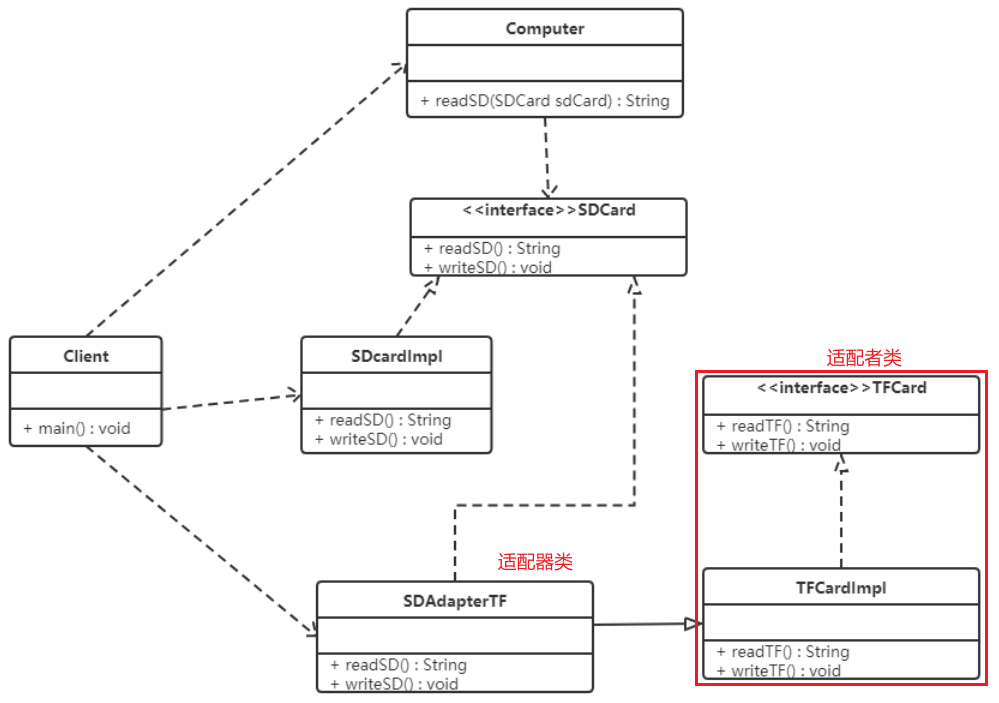 Computer
+ readSD(SDCard sdCard) : String
<<interface>>SDCard
+ readSD() : String
+ writeSD() : void
Client
+ main() : void
SDcardImpl
+ readSD() : String
+ writeSD() : void
适配者类
<<interface>>TFCard
+ readTF() : String
+ writeTF() : void
适配器类
SDAdapterTF
+ readSD() : String
+ writeSD() : void
TFCardImpl
+ readTF() : String
+ writeTF() : void